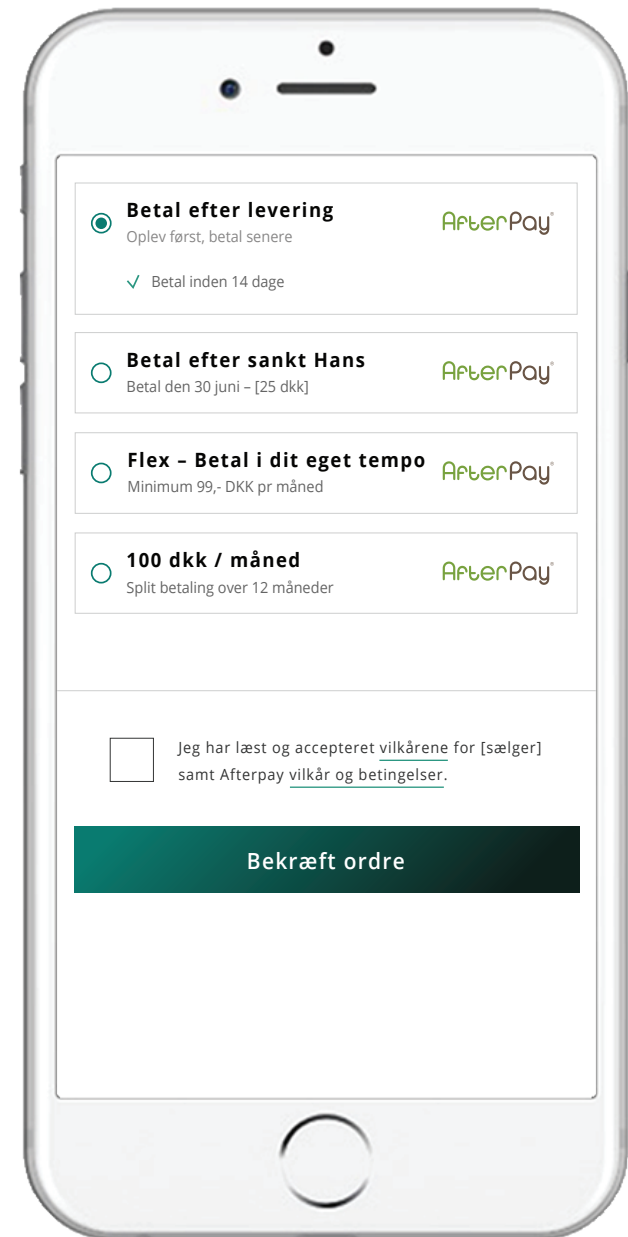 Betal efter levering
AfterPay
Oplev først, betal senere
Betal inden 14 dage
Betal efter sankt Hans
AfterPay
Betal den 30 juni – [25 dkk]
Flex – Betal i dit eget tempo
AfterPay
Minimum 99,- DKK pr måned
100 dkk / måned
AfterPay
Split betaling over 12 måneder
Jeg har læst og accepteret vilkårene for [sælger]
samt Afterpay vilkår og betingelser.
Bekræft ordre